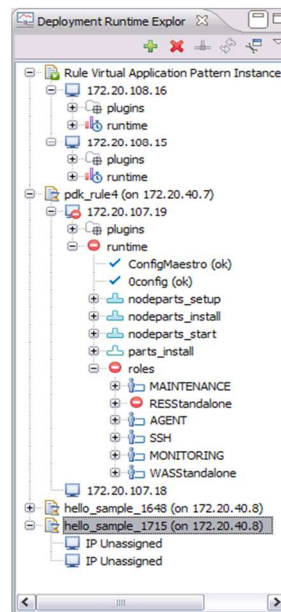 Deployment Runtime Explor
Rule Virtual Application Pattern Instance
172.20.108.16
plugins
runtime
172.20.108.15
plugins
runtime
pdk_rule4 (on 172.20.40.7)
172.20.107.19
plugins
runtime
ConfigMaestro (ok)
0config (ok)
nodeparts_setup
nodeparts_install
nodeparts_start
parts_install
roles
MAINTENANCE
RESStandalone
AGENT
SSH
MONITORING
WASStandalone
172.20.107.18
hello_sample_1648 (on 172.20.40.8)
hello_sample_1715 (on 172.20.40.8)
IP Unassigned
IP Unassigned